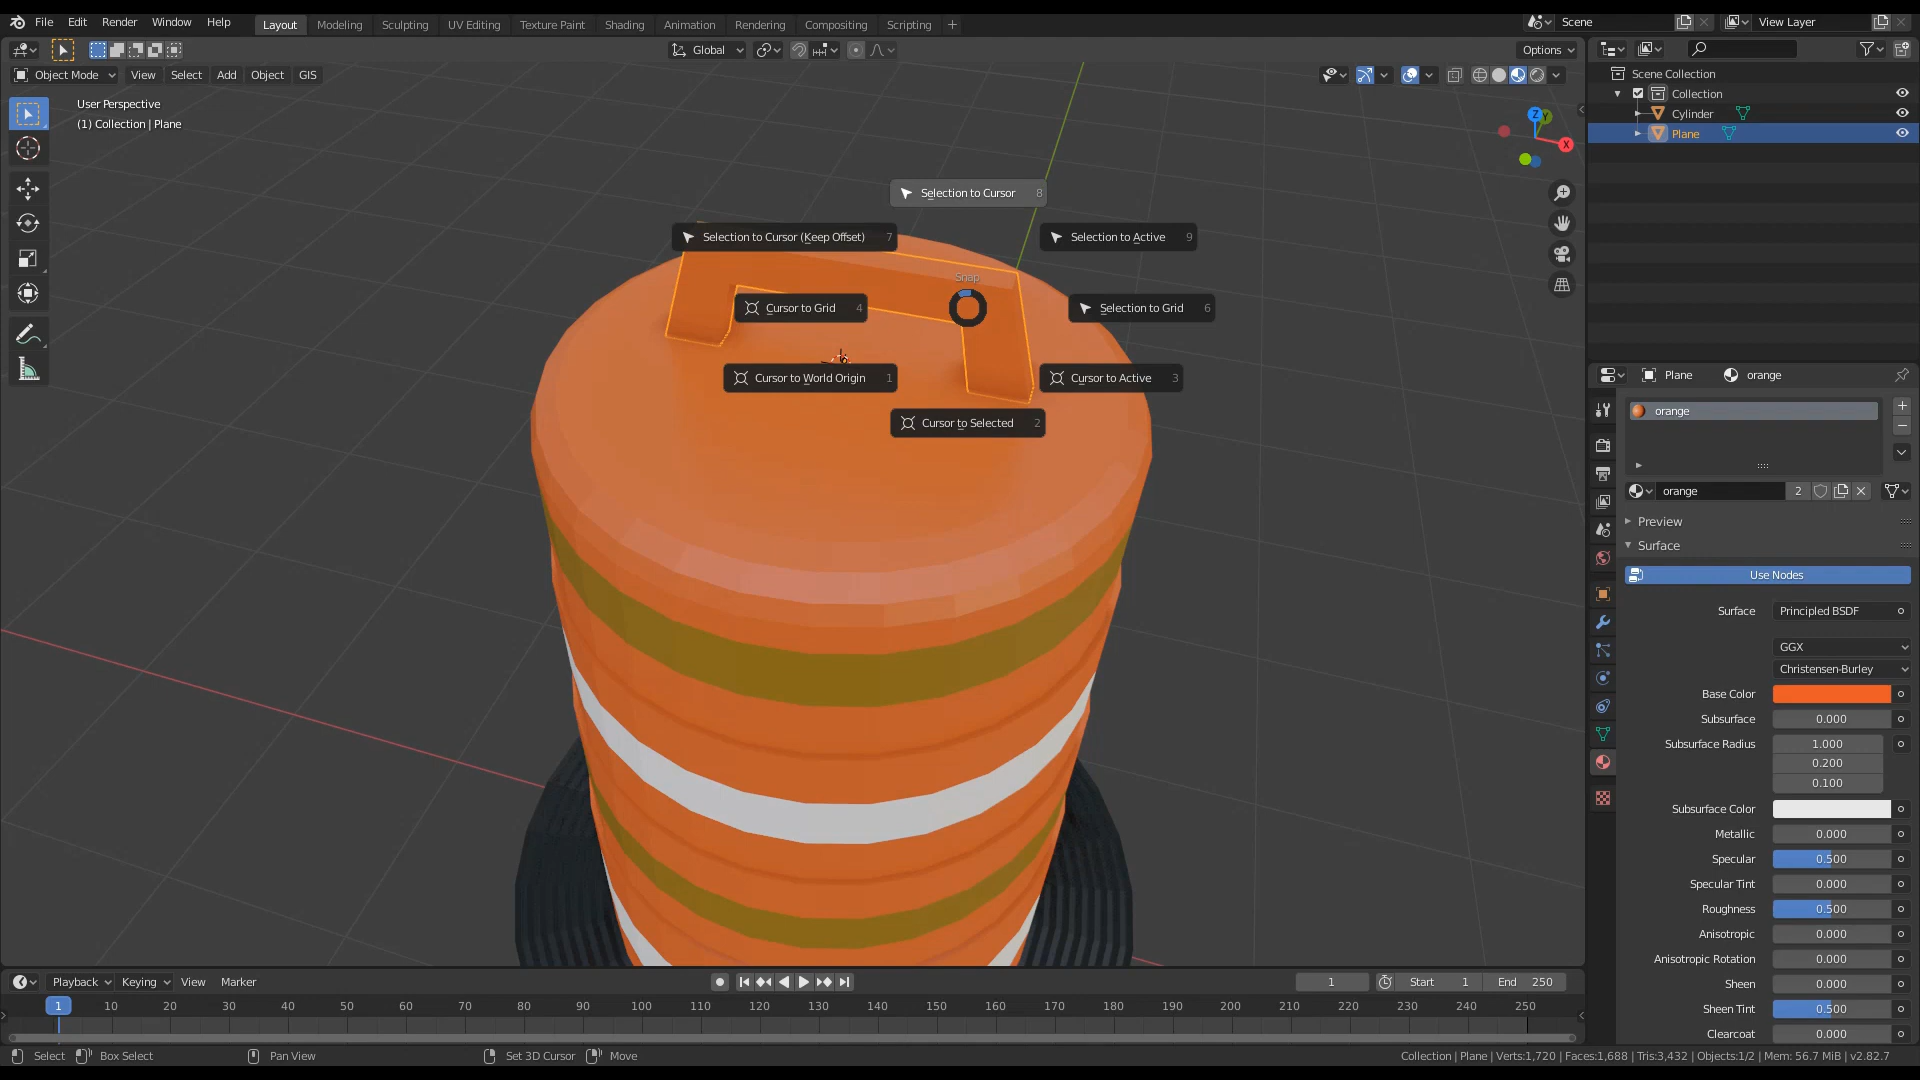 File Edit Render Window Help Layout Modeling Sculpting UV Editing Texture Paint Shading Animation Rendering Compositing Scripting + Scene View Layer
Global Options
Object Mode View Select Add Object GIS
User Perspective
(1) Collection | Plane
Z
Y
X
Scene Collection
Collection
Cylinder
Plane
Selection to Cursor 8
Selection to Cursor (Keep Offset) 7
Selection to Active 9
Snap
Cursor to Grid 4
Selection to Grid 6
Cursor to World Origin 1
Cursor to Active 3
Cursor to Selected 2
Plane orange
orange
orange 2
Preview
Surface
Use Nodes
Surface Principled BSDF
GGX
Christensen-Burley
Base Color
Subsurface 0.000
Subsurface Radius 1.000
0.200
0.100
Subsurface Color
Metallic 0.000
Specular 0.500
Specular Tint 0.000
Roughness 0.500
Anisotropic 0.000
Anisotropic Rotation 0.000
Sheen 0.000
Sheen Tint 0.500
Clearcoat 0.000
Playback Keying View Marker 1 Start 1 End 250
1 10 20 30 40 50 60 70 80 90 100 110 120 130 140 150 160 170 180 190 200 210 220 230 240 250
Select Box Select Pan View Set 3D Cursor Move Collection | Plane | Verts:1,720 | Faces:1,688 | Tris:3,432 | Objects:1/2 | Mem: 56.7 MiB | v2.82.7